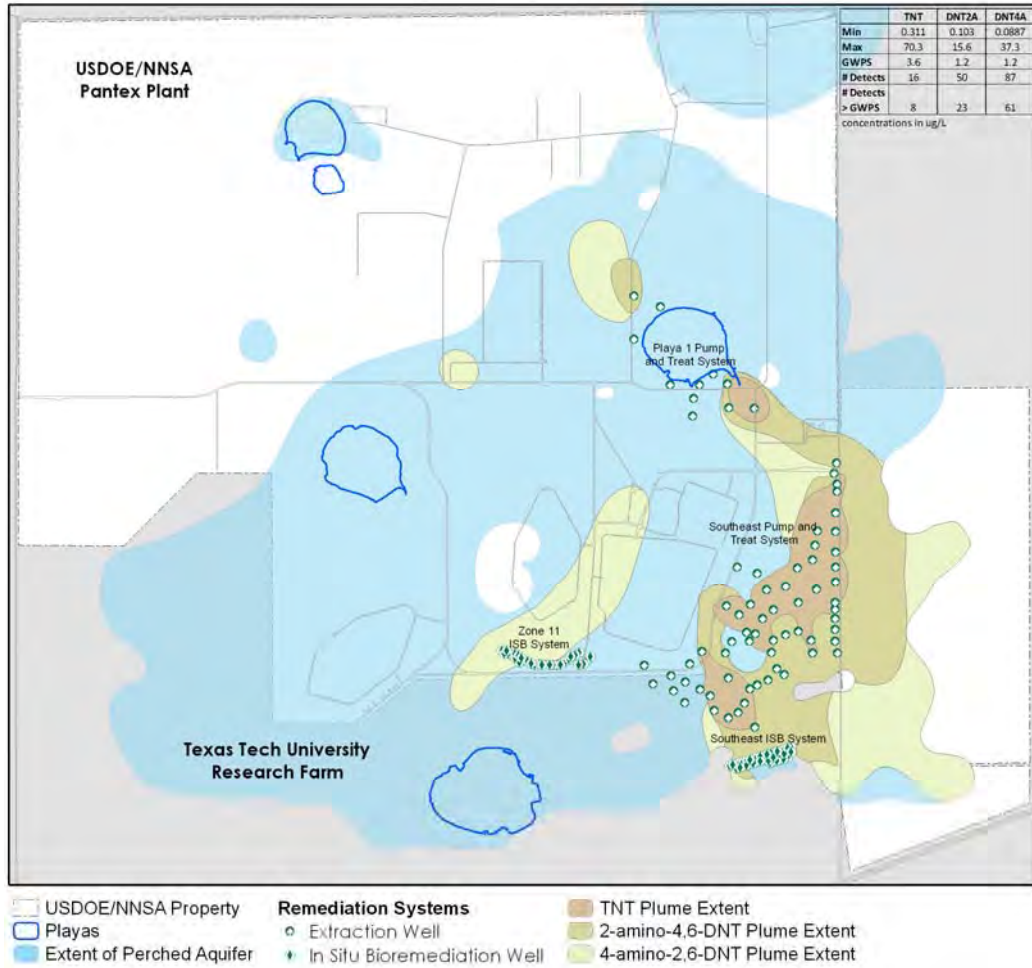 TNT DNT2A DNT4A
Min 0.311 0.103 0.0887
Max 70.3 15.6 37.3
GWPS 3.6 1.2 1.2
# Detects 16 50 87
# Detects
> GWPS 8 23 61
concentrations in ug/L
USDOE/NNSA
Pantex Plant
Playa 1 Pump
and Treat System
Southeast Pump and
Treat System
Zone 11
ISB System
Southeast ISB System
Texas Tech University
Research Farm
USDOE/NNSA Property
Playas
Extent of Perched Aquifer
Remediation Systems
Extraction Well
In Situ Bioremediation Well
TNT Plume Extent
2-amino-4,6-DNT Plume Extent
4-amino-2,6-DNT Plume Extent